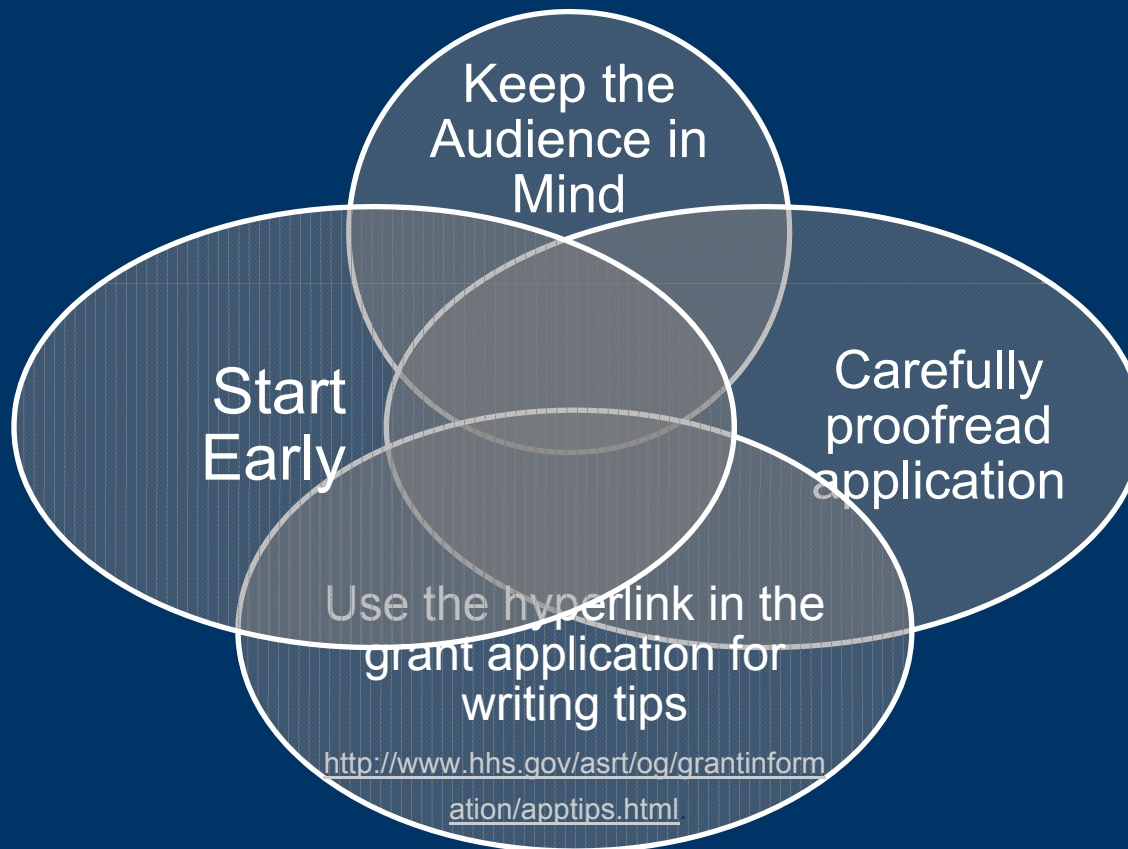 Keep the
Audience in
Mind
Start
Early
Carefully
proofread
application
Use the hyperlink in the
grant application for
writing tips
http://www.hhs.gov/asrt/og/grantinform
ation/apptips.html.